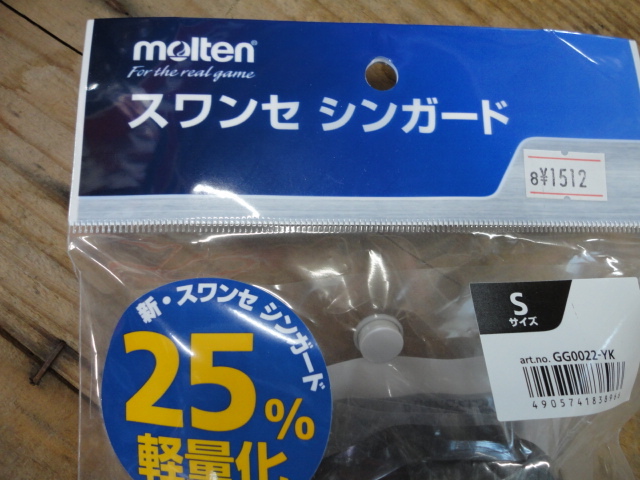 molten
For the real game
スワンセ シンガード
8¥1512
新・スワンセ シンガード
25%
軽量化
S
サイズ
art.no. GG0022-YK